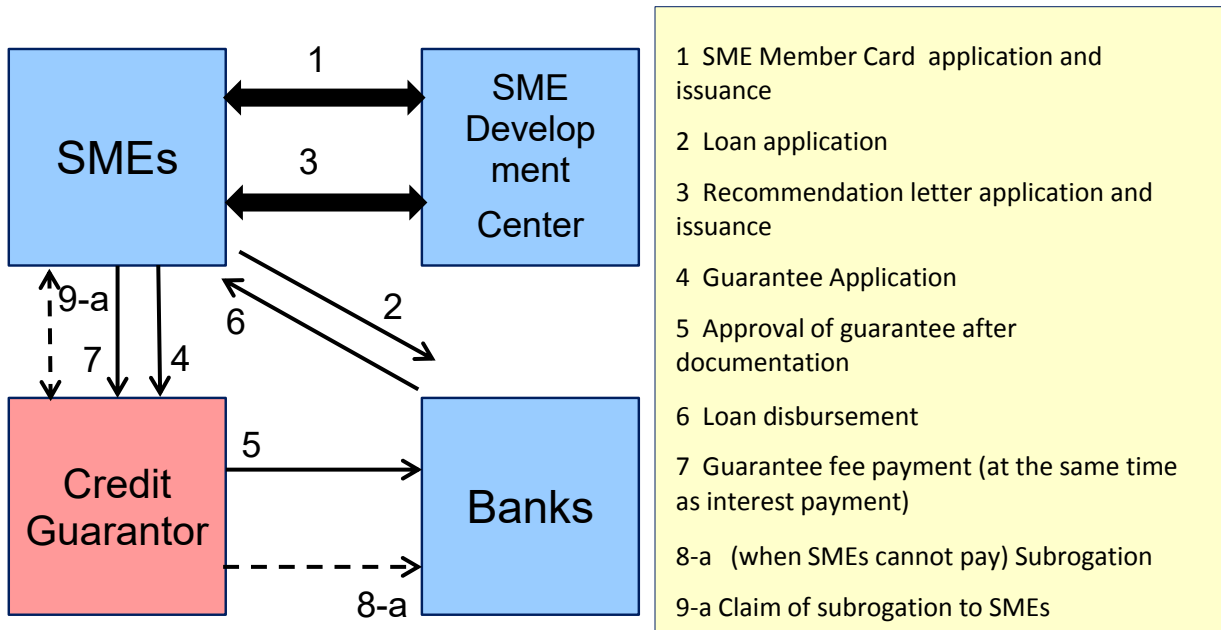 1
SMEs
SME
Develop
ment
Center
3
9-a
7
4
6
2
Credit
Guarantor
5
8-a
Banks
1 SME Member Card application and
issuance
2 Loan application
3 Recommendation letter application and
issuance
4 Guarantee Application
5 Approval of guarantee after
documentation
6 Loan disbursement
7 Guarantee fee payment (at the same time
as interest payment)
8-a (when SMEs cannot pay) Subrogation
9-a Claim of subrogation to SMEs